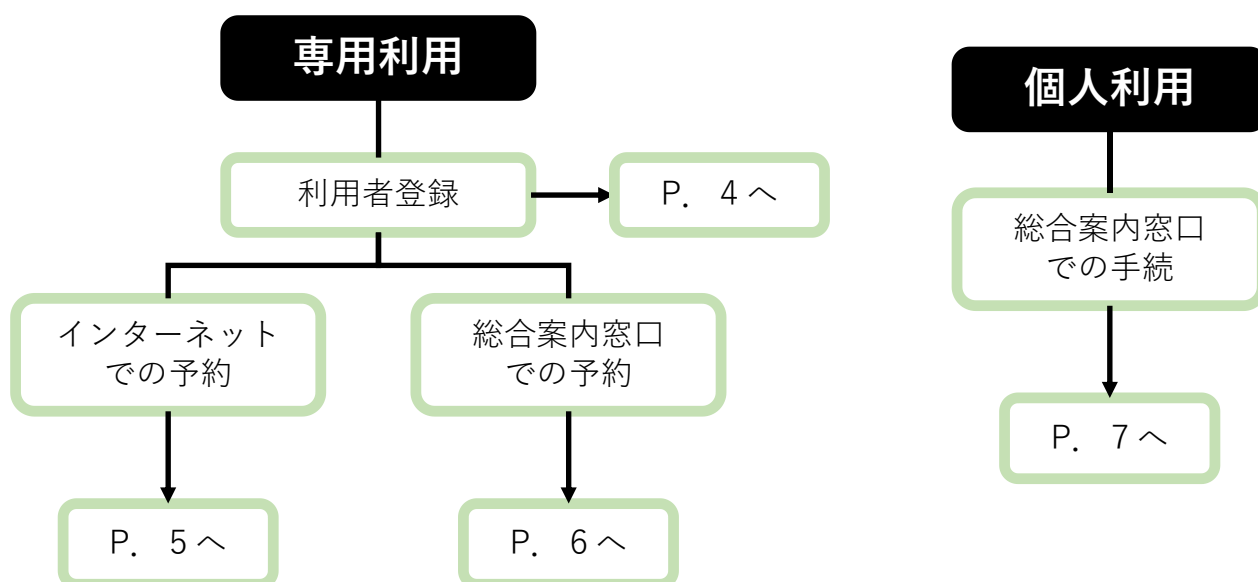 専用利用
利用者登録
P. 4へ
インターネット
での予約
総合案内窓口
での予約
P. 5へ
P. 6へ
個人利用
総合案内窓口
での手続
P. 7へ